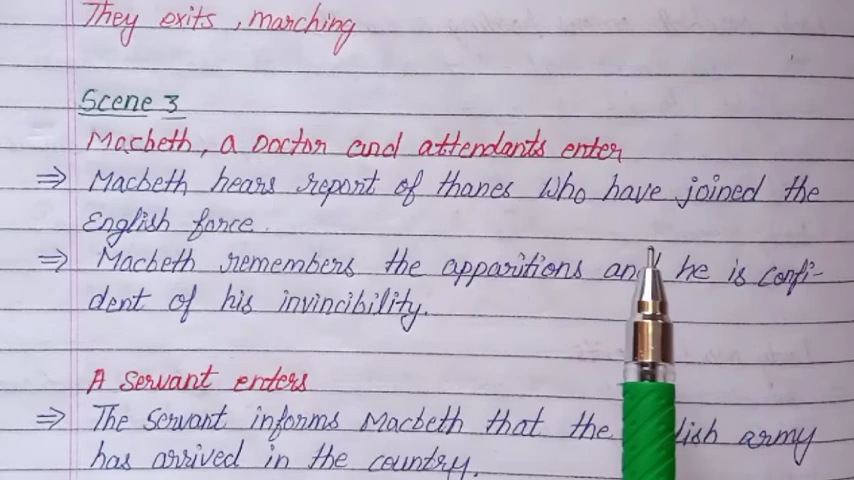 They exits, marching
Scene 3
Macbeth, a Doctor and attendants enter
⇒ Macbeth hears report of thanes who have joined the
English force.
⇒ Macbeth remembers the apparitions and he is confi-
dent of his invincibility.
A servant enters
⇒ The servant informs Macbeth that the lish army
has arrived in the country.